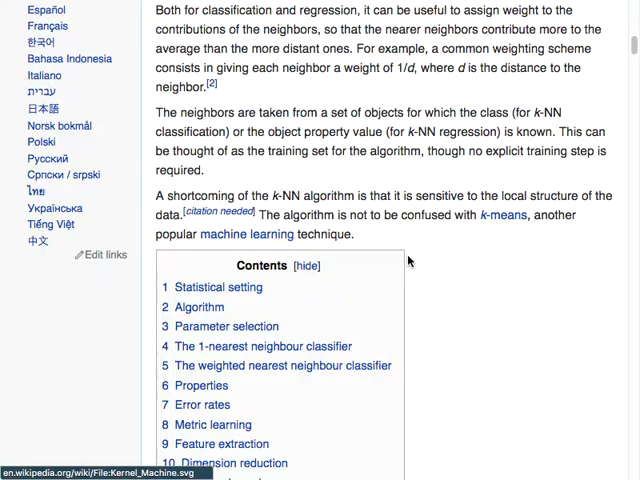 Español
Français
한국어
Bahasa Indonesia
Italiano
עברית
日本語
Norsk bokmål
Polski
Русский
Српски / srpski
ไทย
Українська
Tiếng Việt
中文
Edit links
Both for classification and regression, it can be useful to assign weight to the
contributions of the neighbors, so that the nearer neighbors contribute more to the
average than the more distant ones. For example, a common weighting scheme
consists in giving each neighbor a weight of 1/d, where d is the distance to the
neighbor.[2]
The neighbors are taken from a set of objects for which the class (for k-NN
classification) or the object property value (for k-NN regression) is known. This can
be thought of as the training set for the algorithm, though no explicit training step is
required.
A shortcoming of the k-NN algorithm is that it is sensitive to the local structure of the
data.[citation needed] The algorithm is not to be confused with k-means, another
popular machine learning technique.
Contents [hide]
1 Statistical setting
2 Algorithm
3 Parameter selection
4 The 1-nearest neighbour classifier
5 The weighted nearest neighbour classifier
6 Properties
7 Error rates
8 Metric learning
9 Feature extraction
10 Dimension reduction
en.wikipedia.org/wiki/File:Kernel_Machine.svg